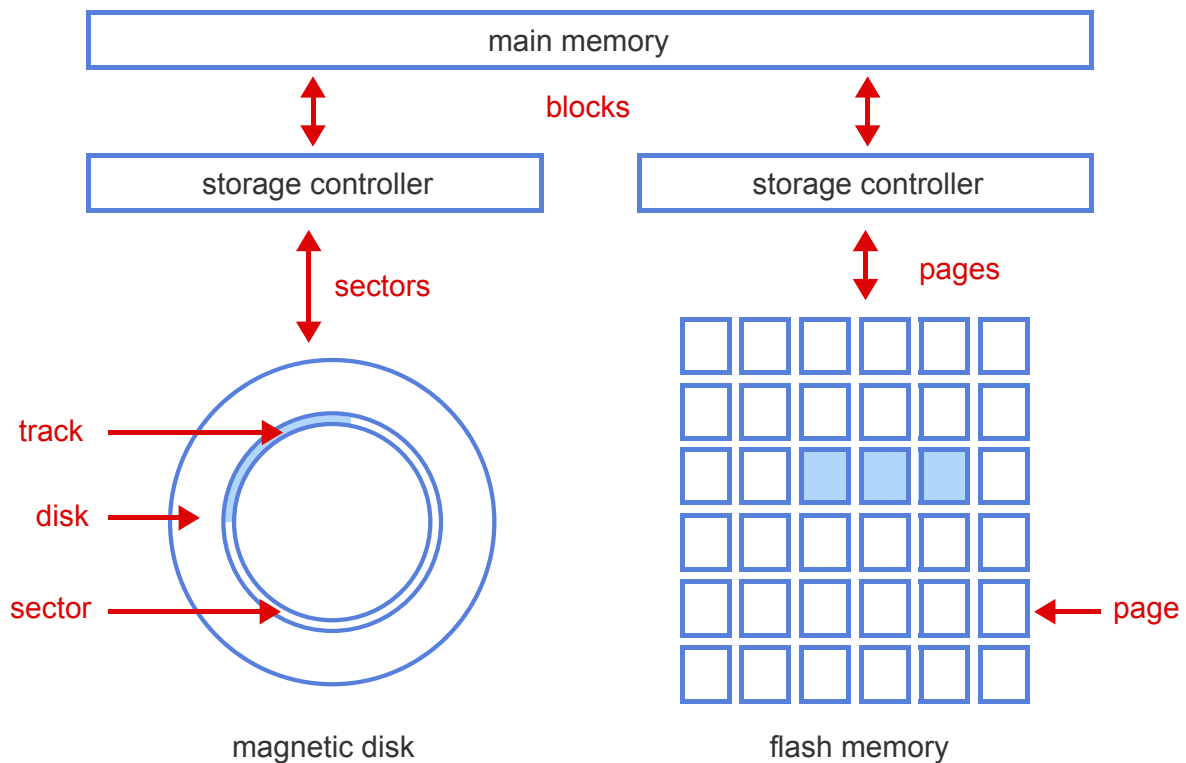 main memory
blocks
storage controller
storage controller
sectors
pages
track
disk
sector
page
magnetic disk
flash memory